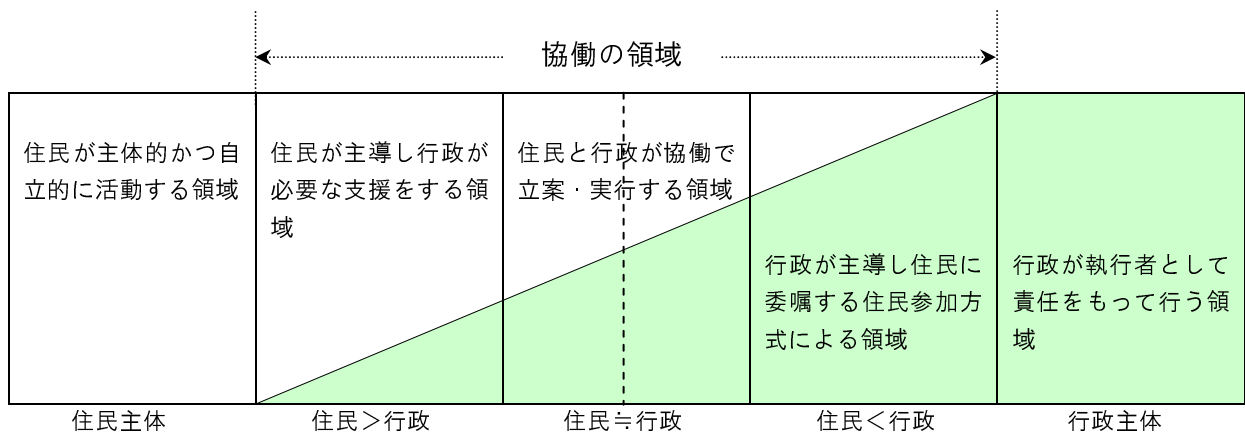 協働の領域
住民が主体的かつ自
立的に活動する領域
住民が主導し行政が
必要な支援をする領
域
住民と行政が協働で
立案・実行する領域
行政が主導し住民に
委嘱する住民参加方
式による領域
行政が執行者として
責任をもって行う領
域
住民主体
住民＞行政
住民≒行政
住民＜行政
行政主体